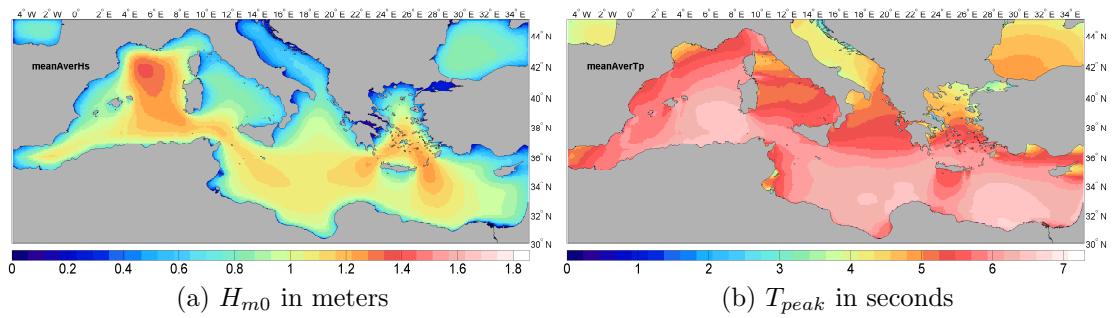 4° W 2° W 0° 2° E 4° E 6° E 8° E 10° E 12° E 14° E 16° E 18° E 20° E 22° E 24° E 26° E 28° E 30° E 32° E 34° E
meanAverHs
44° N
42° N
40° N
38° N
36° N
34° N
32° N
30° N
0 0.2 0.4 0.6 0.8 1 1.2 1.4 1.6 1.8
(a) H_{m0} in meters
4° W 2° W 0° 2° E 4° E 6° E 8° E 10° E 12° E 14° E 16° E 18° E 20° E 22° E 24° E 26° E 28° E 30° E 32° E 34° E
meanAverTp
44° N
42° N
40° N
38° N
36° N
34° N
32° N
30° N
0 1 2 3 4 5 6 7
(b) T_{peak} in seconds